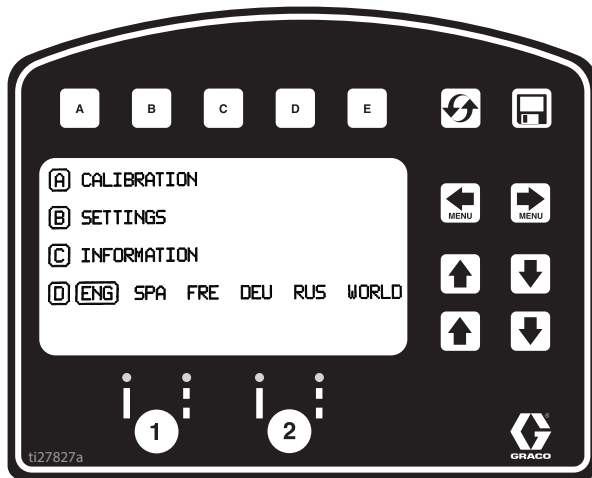 A B C D E
A CALIBRATION
MENU MENU
B SETTINGS
C INFORMATION
D ENG SPA FRE DEU RUS WORLD
1 2
ti27827a
GRACO